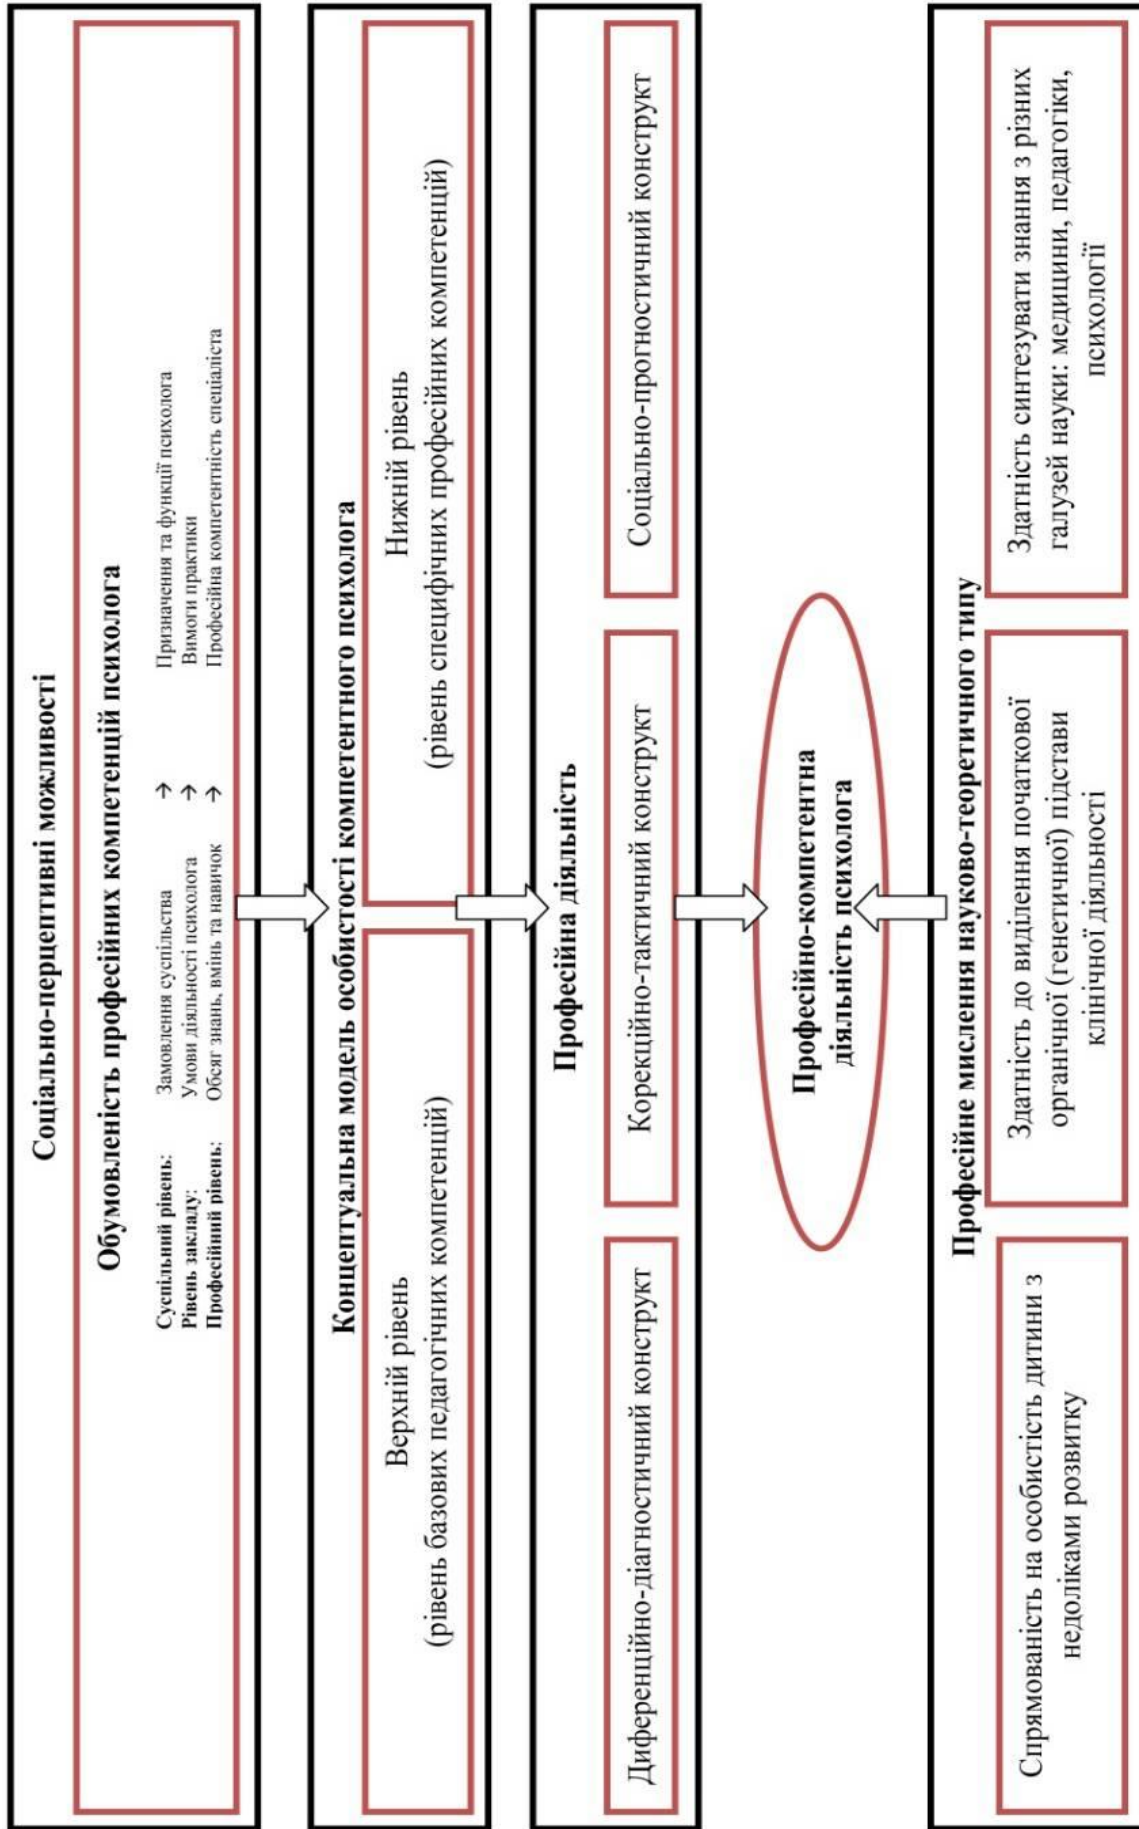 Соціально-перцептивні можливості
Обумовленість професійних компетенцій психолога
Суспільний рівень: Замовлення суспільства → Призначення та функції психолога
Рівень закладу: Умови діяльності психолога → Вимоги практики
Професійний рівень: Обсяг знань, вмінь та навичок → Професійна компетентність спеціаліста
Концептуальна модель особистості компетентного психолога
Верхній рівень
(рівень базових педагогічних компетенцій)
Нижній рівень
(рівень специфічних професійних компетенцій)
Професійна діяльність
Диференційно-діагностичний конструкт
Корекційно-тактичний конструкт
Соціально-прогностичний конструкт
Професійно-компетентна
діяльність психолога
Професійне мислення науково-теоретичного типу
Спрямованість на особистість дитини з
недоліками розвитку
Здатність до виділення початкової
органічної (генетичної) підстави
клінічної діяльності
Здатність синтезувати знання з різних
галузей науки: медицини, педагогіки,
психології